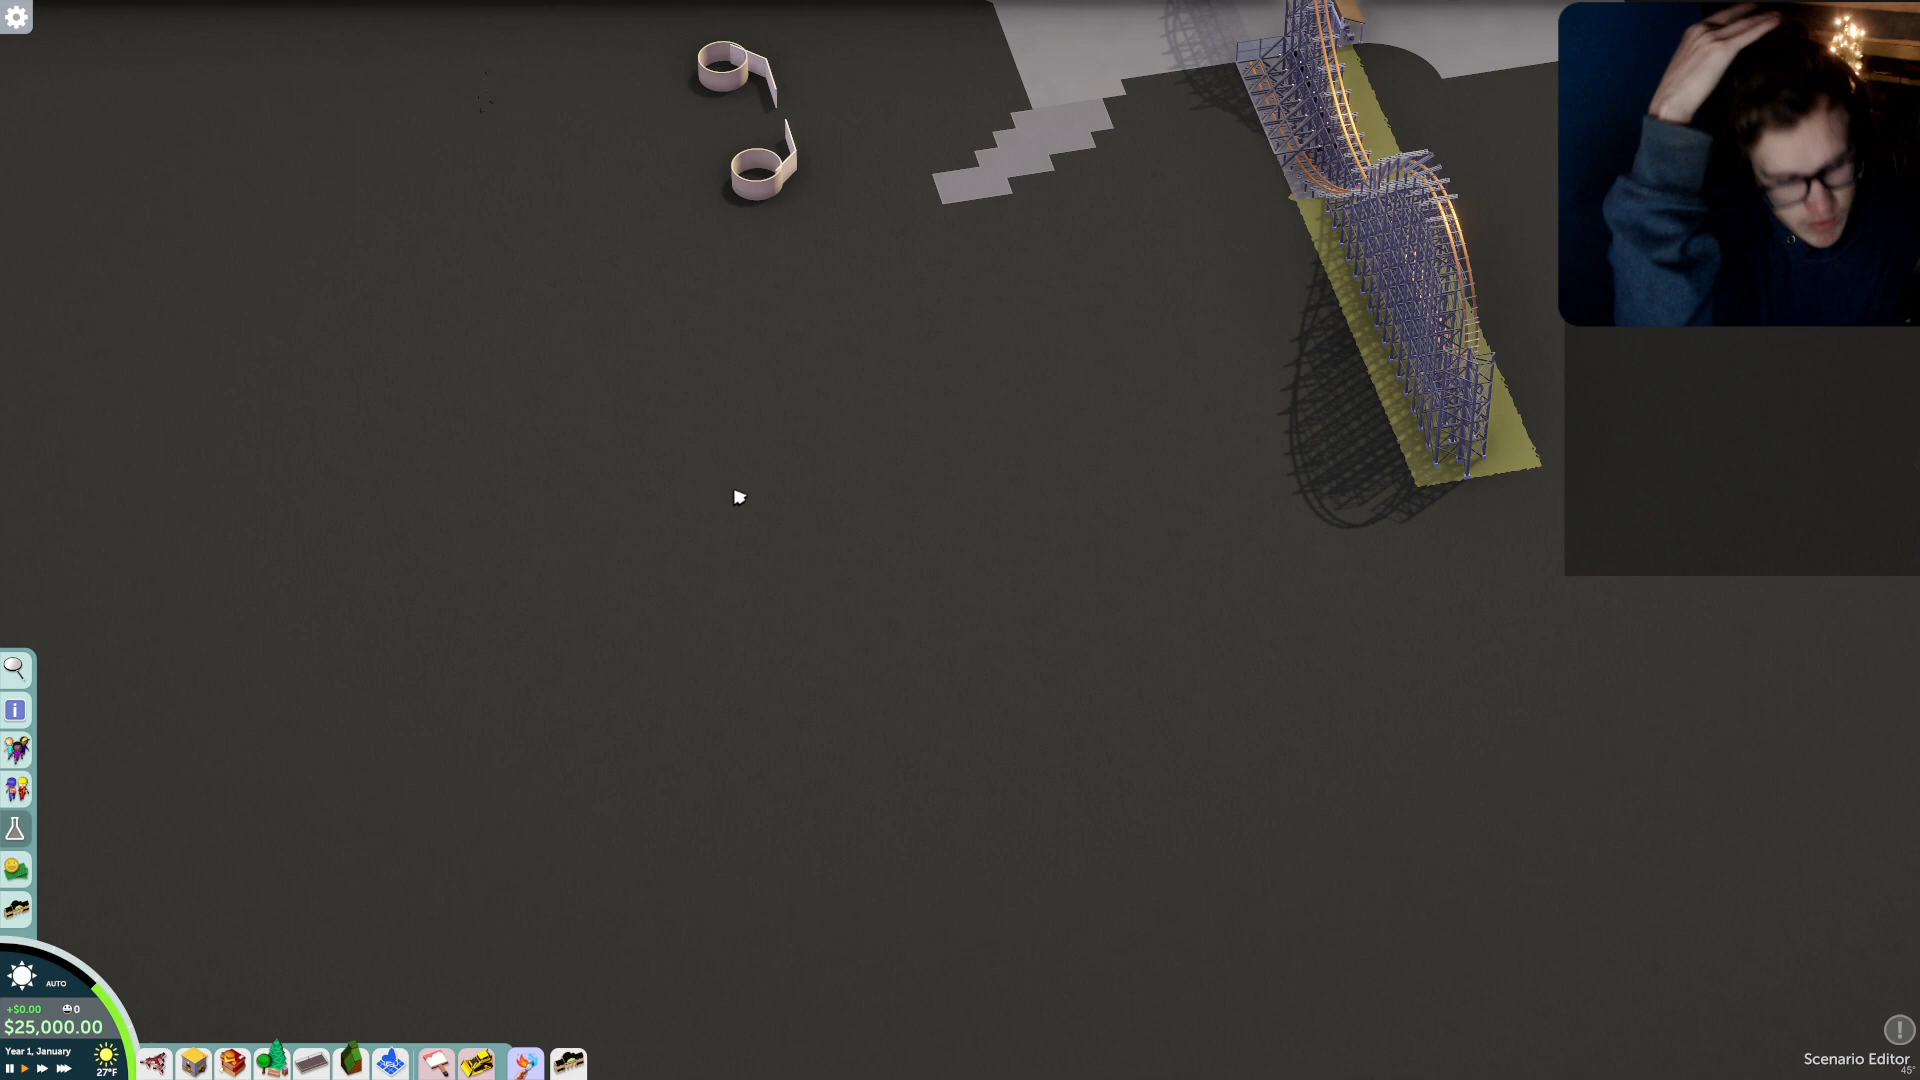 AUTO
+$0.00 0
$25,000.00
Year 1, January
27°F
Scenario Editor
45°